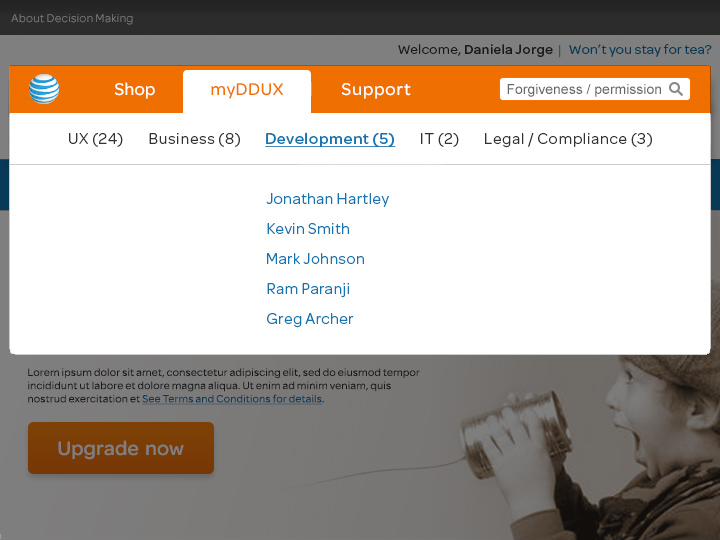 About Decision Making
Welcome, Daniela Jorge | Won't you stay for tea?
Shop myDDUX Support Forgiveness / permission
UX (24) Business (8) Development (5) IT (2) Legal / Compliance (3)
Jonathan Hartley
Kevin Smith
Mark Johnson
Ram Paranji
Greg Archer
Lorem ipsum dolor sit amet, consectetur adipiscing elit, sed do eiusmod tempor
incididunt ut labore et dolore magna aliqua. Ut enim ad minim veniam, quis
nostrud exercitation et See Terms and Conditions for details.
Upgrade now